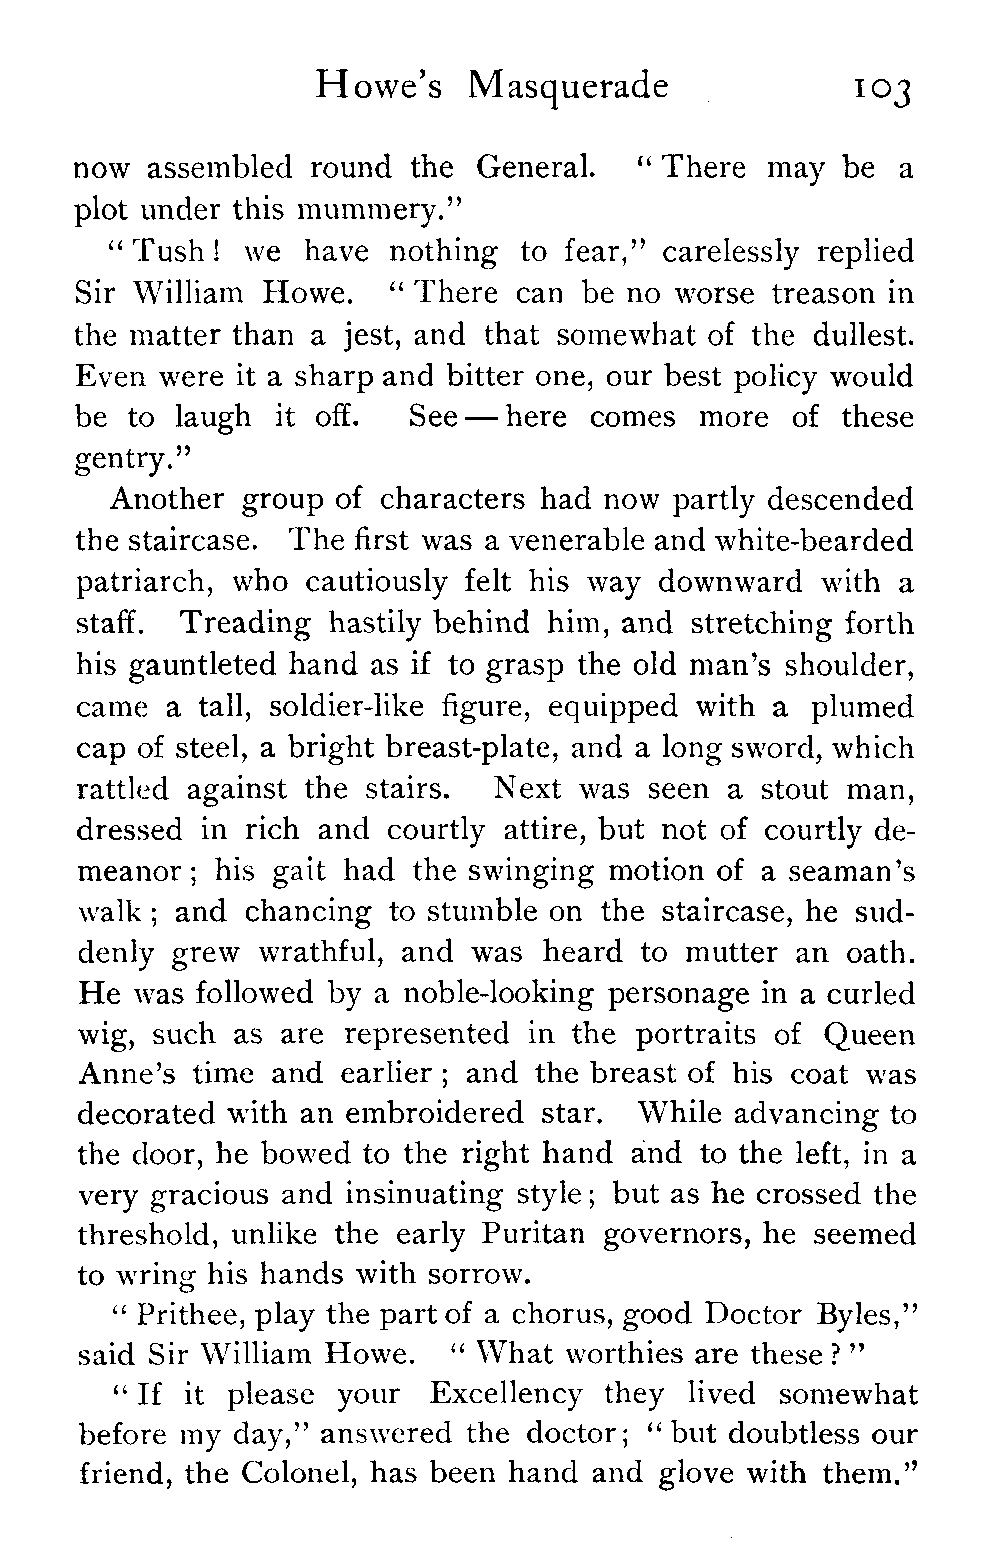 Howe's Masquerade 103
now assembled round the General. "There may be a
plot under this mummery."
"Tush! we have nothing to fear," carelessly replied
Sir William Howe. "There can be no worse treason in
the matter than a jest, and that somewhat of the dullest.
Even were it a sharp and bitter one, our best policy would
be to laugh it off. See—here comes more of these
gentry."
Another group of characters had now partly descended
the staircase. The first was a venerable and white-bearded
patriarch, who cautiously felt his way downward with a
staff. Treading hastily behind him, and stretching forth
his gauntleted hand as if to grasp the old man's shoulder,
came a tall, soldier-like figure, equipped with a plumed
cap of steel, a bright breast-plate, and a long sword, which
rattled against the stairs. Next was seen a stout man,
dressed in rich and courtly attire, but not of courtly de-
meanor; his gait had the swinging motion of a seaman's
walk; and chancing to stumble on the staircase, he sud-
denly grew wrathful, and was heard to mutter an oath.
He was followed by a noble-looking personage in a curled
wig, such as are represented in the portraits of Queen
Anne's time and earlier; and the breast of his coat was
decorated with an embroidered star. While advancing to
the door, he bowed to the right hand and to the left, in a
very gracious and insinuating style; but as he crossed the
threshold, unlike the early Puritan governors, he seemed
to wring his hands with sorrow.
"Prithee, play the part of a chorus, good Doctor Byles,"
said Sir William Howe. "What worthies are these?"
"If it please your Excellency they lived somewhat
before my day," answered the doctor; "but doubtless our
friend, the Colonel, has been hand and glove with them."